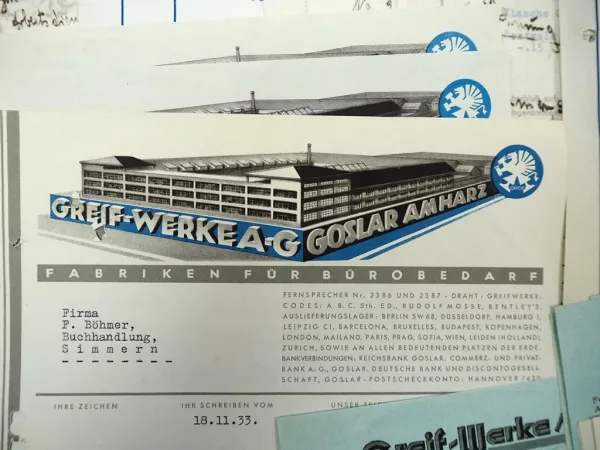 GREIF-WERKE A-G GOSLAR AM HARZ
FABRIKEN FÜR BÜROBEDARF
Firma
F. Böhmer,
Buchhandlung,
Simmern
FERNSPRECHER Nr. 2386 UND 2387 - DRAHT: GREIFWERKE.
CODES: A.B.C. 5th. ED., RUDOLF MOSSE, BENTLEY'S.
AUSLIEFERUNGSLAGER: BERLIN SW 68, DÜSSELDORF, HAMBURG 1,
LEIPZIG C1, BARCELONA, BRUXELLES, BUDAPEST, KOPENHAGEN,
LONDON, MAILAND, PARIS, PRAG, SOFIA, WIEN, LEIDEN (HOLLAND),
ZÜRICH, SOWIE AN ALLEN BEDEUTENDEN PLÄTZEN DER ERDE.
BANKVERBINDUNGEN: REICHSBANK GOSLAR, COMMERZ- UND PRIVAT-
BANK A.-G., GOSLAR, DEUTSCHE BANK UND DISCONTOGESELL-
SCHAFT, GOSLAR - POSTSCHECKKONTO: HANNOVER
IHRE ZEICHEN IHR SCHREIBEN VOM UNSER
18.11.33.
Greif-Werke